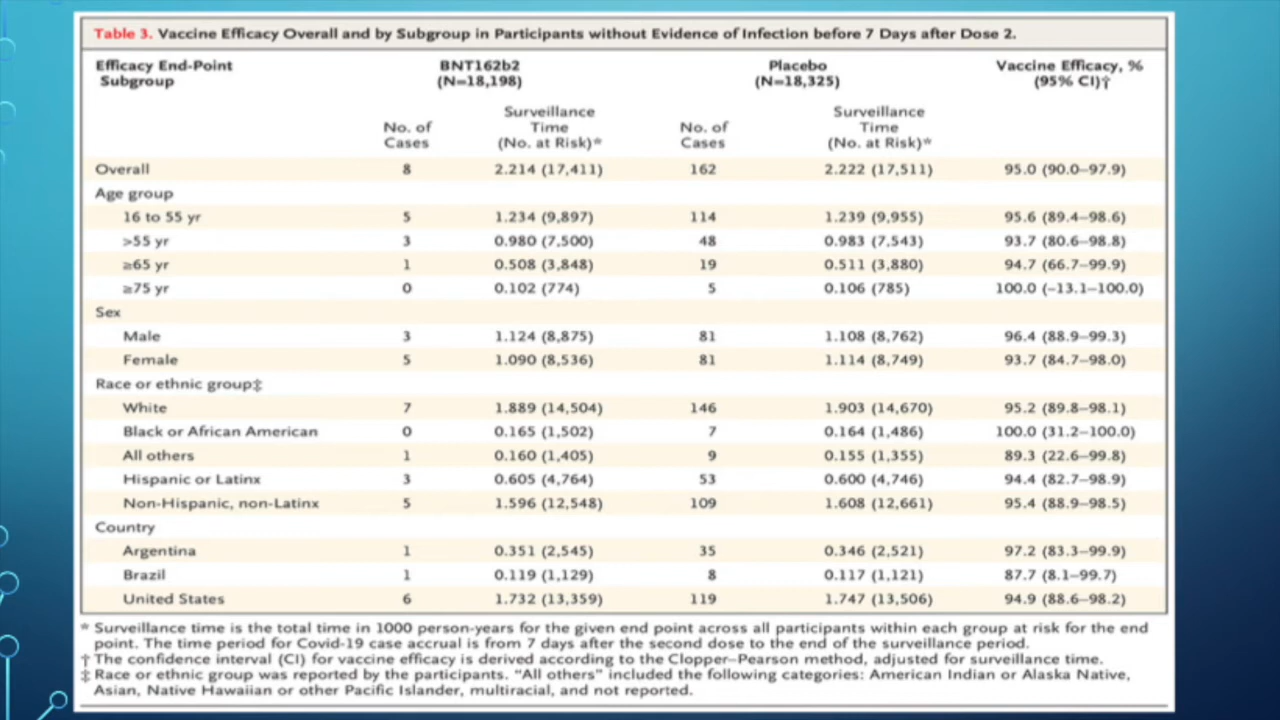 Table 3. Vaccine Efficacy Overall and by Subgroup in Participants without Evidence of Infection before 7 Days after Dose 2.
Efficacy End-Point Subgroup BNT162b2 (N=18,198) Placebo (N=18,325) Vaccine Efficacy, % (95% CI)†
No. of Cases Surveillance Time (No. at Risk)* No. of Cases Surveillance Time (No. at Risk)*
Overall 8 2.214 (17,411) 162 2.222 (17,511) 95.0 (90.0–97.9)
Age group
16 to 55 yr 5 1.234 (9,897) 114 1.239 (9,955) 95.6 (89.4–98.6)
>55 yr 3 0.980 (7,500) 48 0.983 (7,543) 93.7 (80.6–98.8)
≥65 yr 1 0.508 (3,848) 19 0.511 (3,880) 94.7 (66.7–99.9)
≥75 yr 0 0.102 (774) 5 0.106 (785) 100.0 (−13.1–100.0)
Sex
Male 3 1.124 (8,875) 81 1.108 (8,762) 96.4 (88.9–99.3)
Female 5 1.090 (8,536) 81 1.114 (8,749) 93.7 (84.7–98.0)
Race or ethnic group‡
White 7 1.889 (14,504) 146 1.903 (14,670) 95.2 (89.8–98.1)
Black or African American 0 0.165 (1,502) 7 0.164 (1,486) 100.0 (31.2–100.0)
All others 1 0.160 (1,405) 9 0.155 (1,355) 89.3 (22.6–99.8)
Hispanic or Latinx 3 0.605 (4,764) 53 0.600 (4,746) 94.4 (82.7–98.9)
Non-Hispanic, non-Latinx 5 1.596 (12,548) 109 1.608 (12,661) 95.4 (88.9–98.5)
Country
Argentina 1 0.351 (2,545) 35 0.346 (2,521) 97.2 (83.3–99.9)
Brazil 1 0.119 (1,129) 8 0.117 (1,121) 87.7 (8.1–99.7)
United States 6 1.732 (13,359) 119 1.747 (13,506) 94.9 (88.6–98.2)
* Surveillance time is the total time in 1000 person-years for the given end point across all participants within each group at risk for the end
point. The time period for Covid-19 case accrual is from 7 days after the second dose to the end of the surveillance period.
† The confidence interval (CI) for vaccine efficacy is derived according to the Clopper–Pearson method, adjusted for surveillance time.
‡ Race or ethnic group was reported by the participants. "All others" included the following categories: American Indian or Alaska Native,
Asian, Native Hawaiian or other Pacific Islander, multiracial, and not reported.